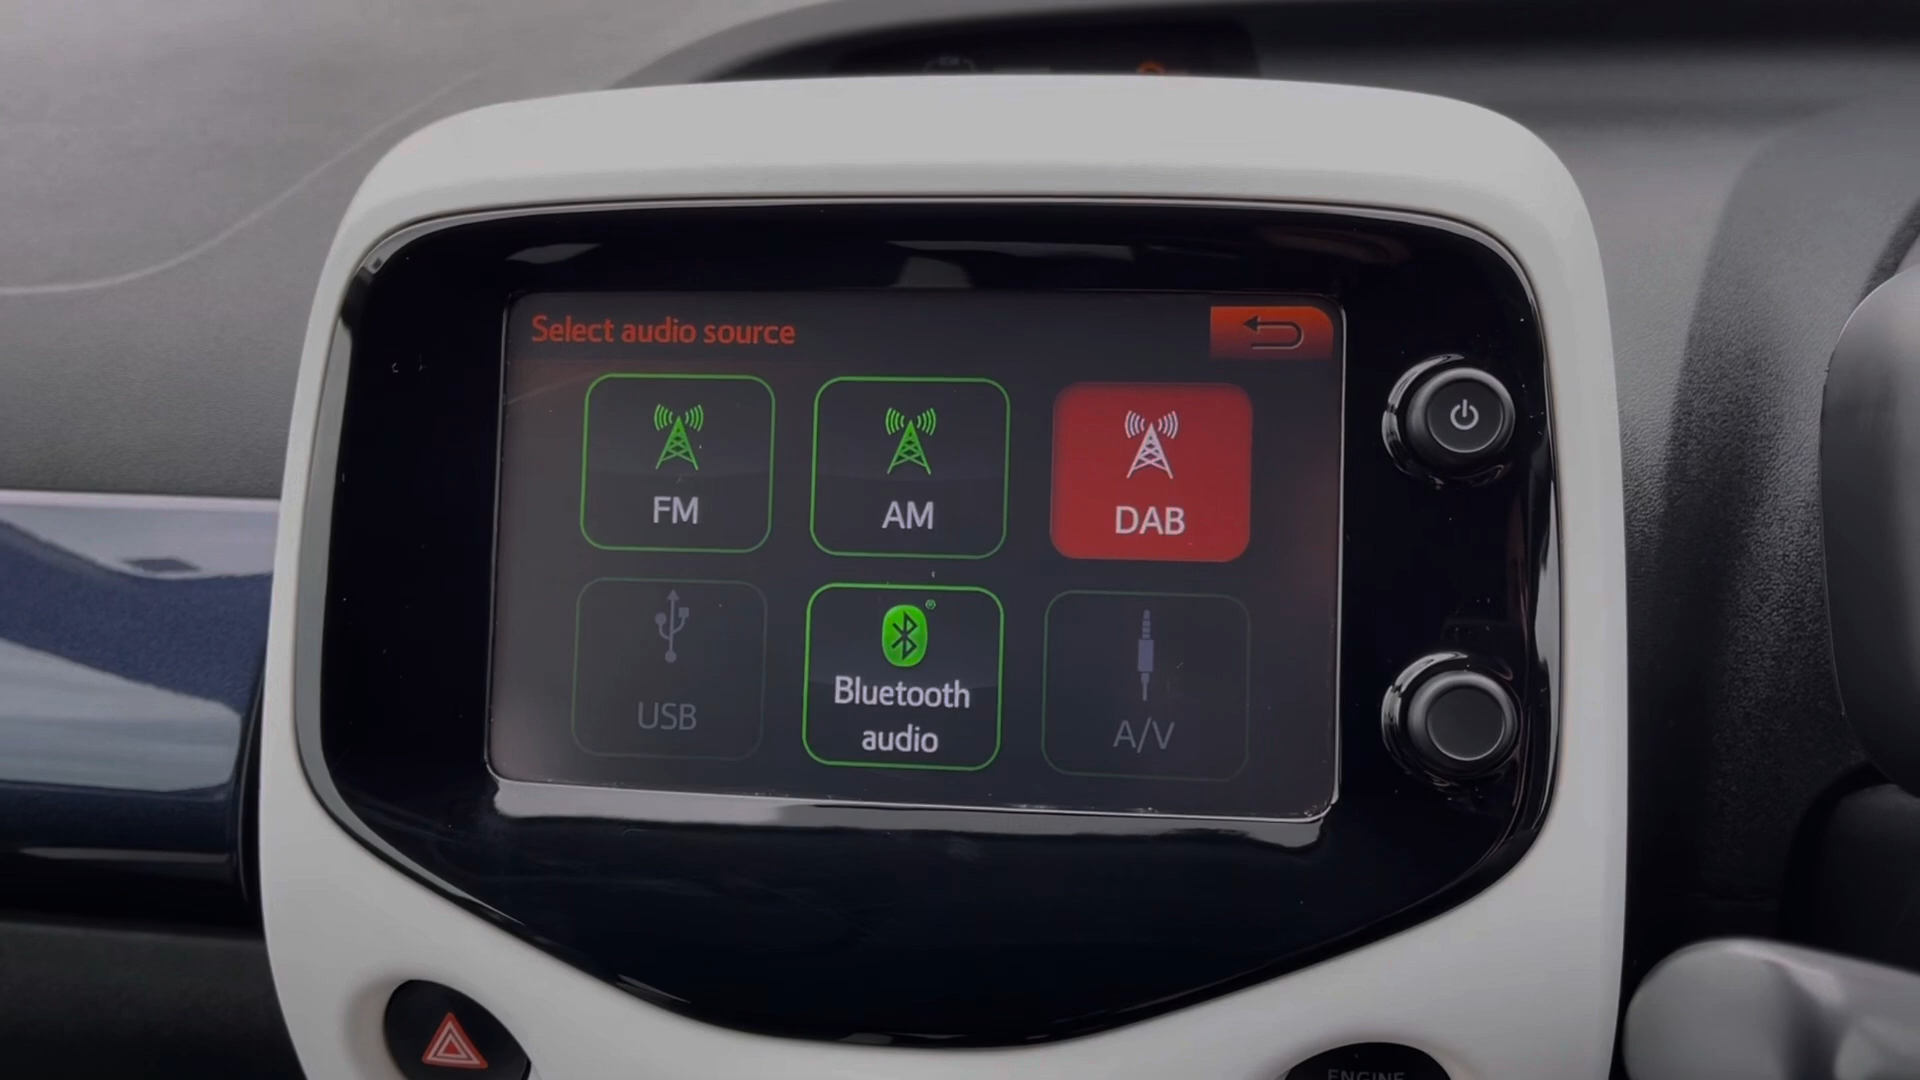 Select audio source
FM
AM
DAB
USB
Bluetooth
audio
A/V
ENGINE